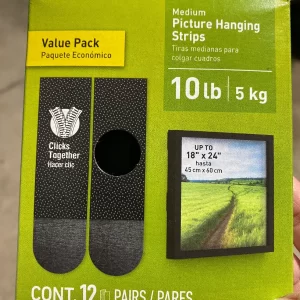 Value Pack
Paquete Económico
Medium
Picture Hanging
Strips
Tiras medianas para
colgar cuadros
10 lb | 5 kg
Clicks
Together
Hacer clic
UP TO
18" x 24"
hasta
45 cm x 60 cm
CONT. 12 PAIRS / PARES